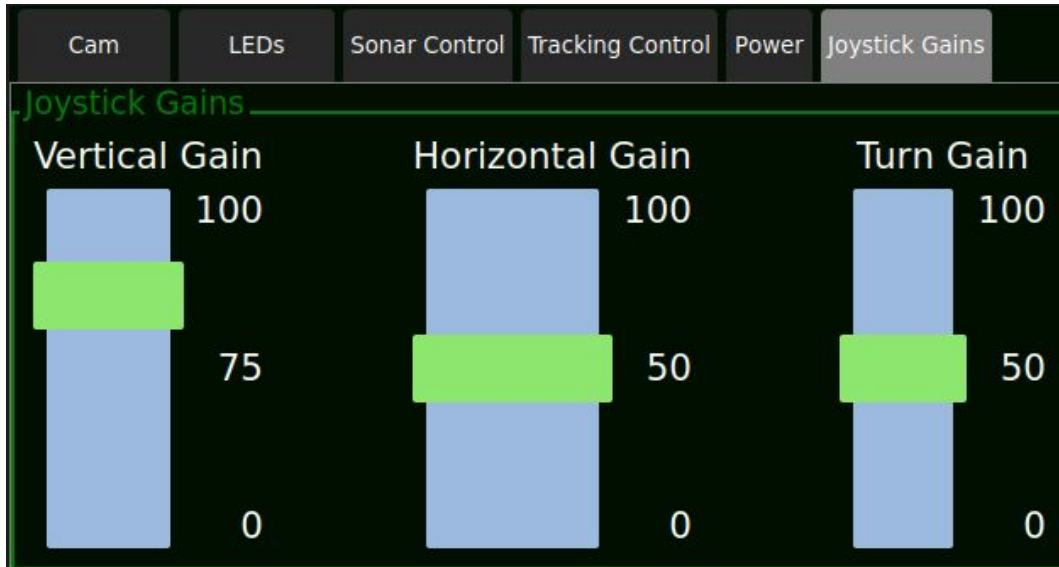 Cam LEDs Sonar Control Tracking Control Power Joystick Gains
Joystick Gains
Vertical Gain Horizontal Gain Turn Gain
100 100 100
75 50 50
0 0 0